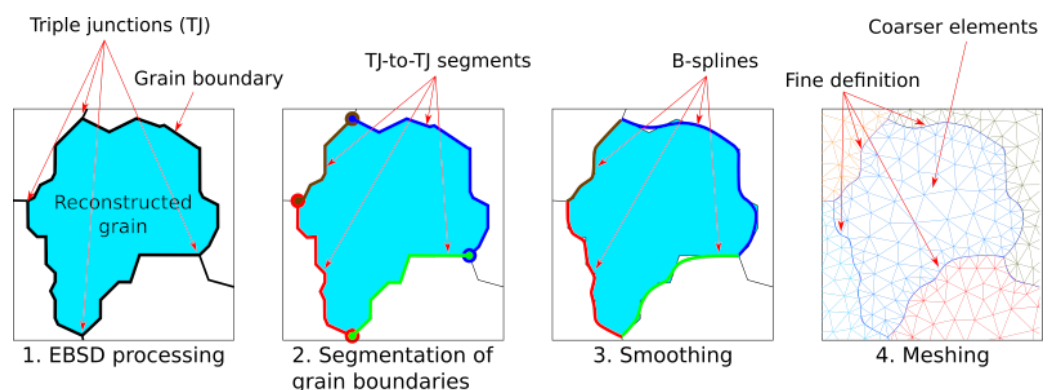 Triple junctions (TJ)
Grain boundary
Reconstructed
grain
1. EBSD processing
TJ-to-TJ segments
2. Segmentation of
grain boundaries
B-splines
3. Smoothing
Coarser elements
Fine definition
4. Meshing